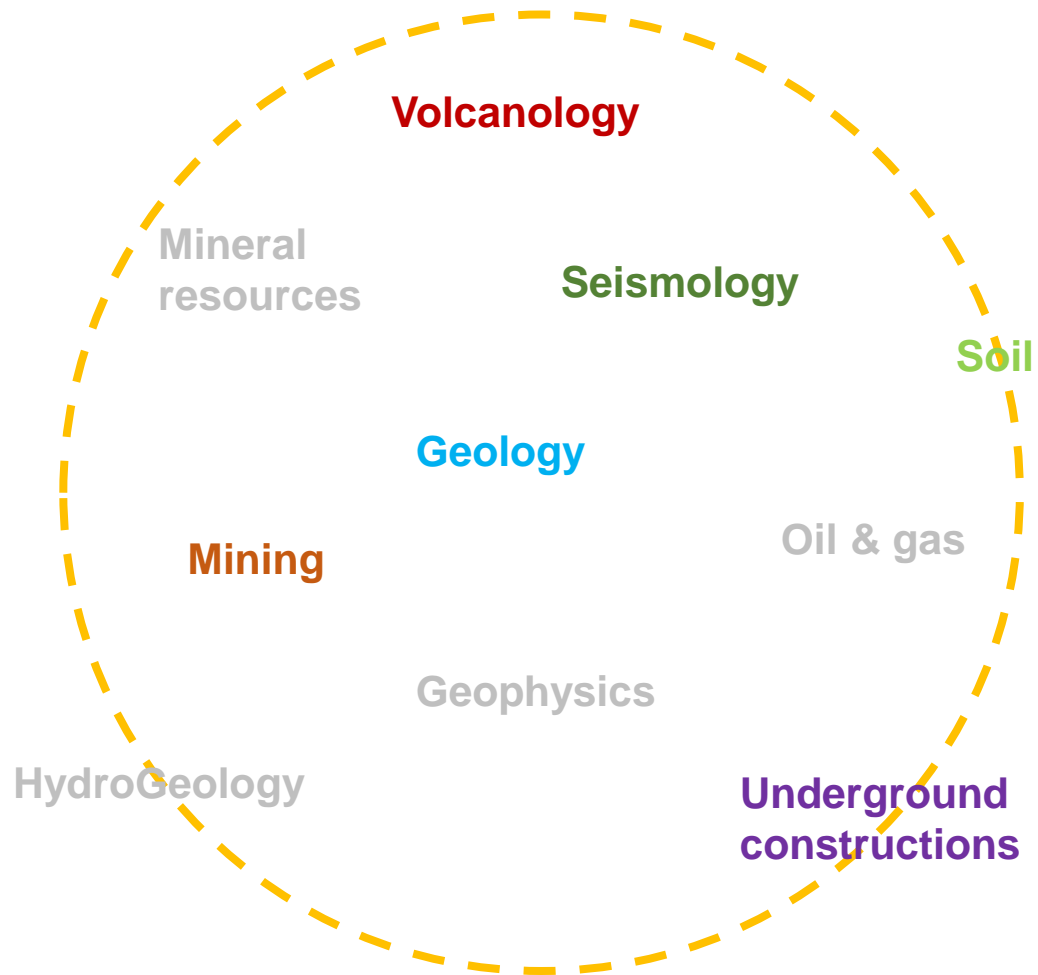 Volcanology
Mineral
resources
Seismology
Soil
Geology
Oil & gas
Mining
Geophysics
HydroGeology
Underground
constructions